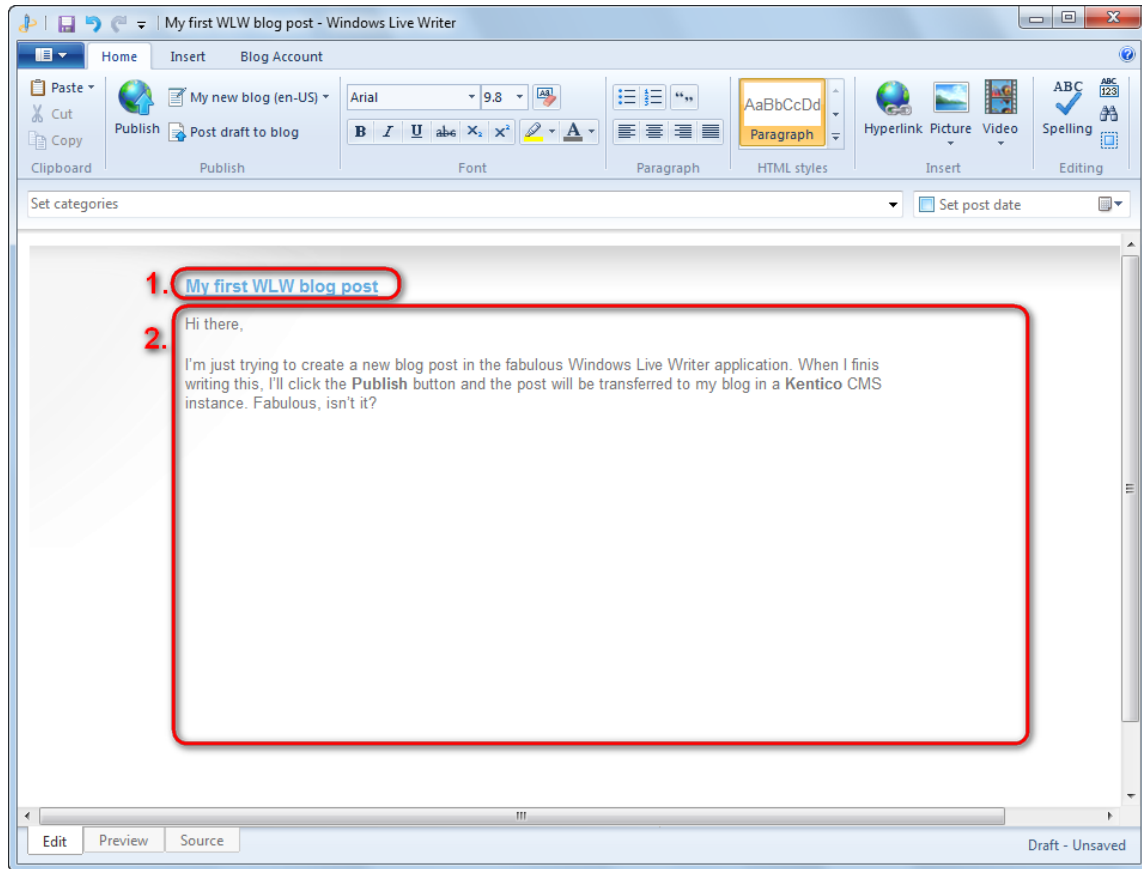 My first WLW blog post - Windows Live Writer
Home Insert Blog Account
Paste
Cut
Copy
Clipboard
Publish
My new blog (en-US)
Post draft to blog
Publish
Arial 9.8
B I U abc X₂ X²
A
Font
Paragraph
AaBbCcDd
Paragraph
HTML styles
Hyperlink Picture Video
Insert
ABC
Spelling
ABC
123
Editing
Set categories
Set post date
1. My first WLW blog post
2.
Hi there,
I'm just trying to create a new blog post in the fabulous Windows Live Writer application. When I finis
writing this, I'll click the Publish button and the post will be transferred to my blog in a Kentico CMS
instance. Fabulous, isn't it?
Edit Preview Source
Draft - Unsaved